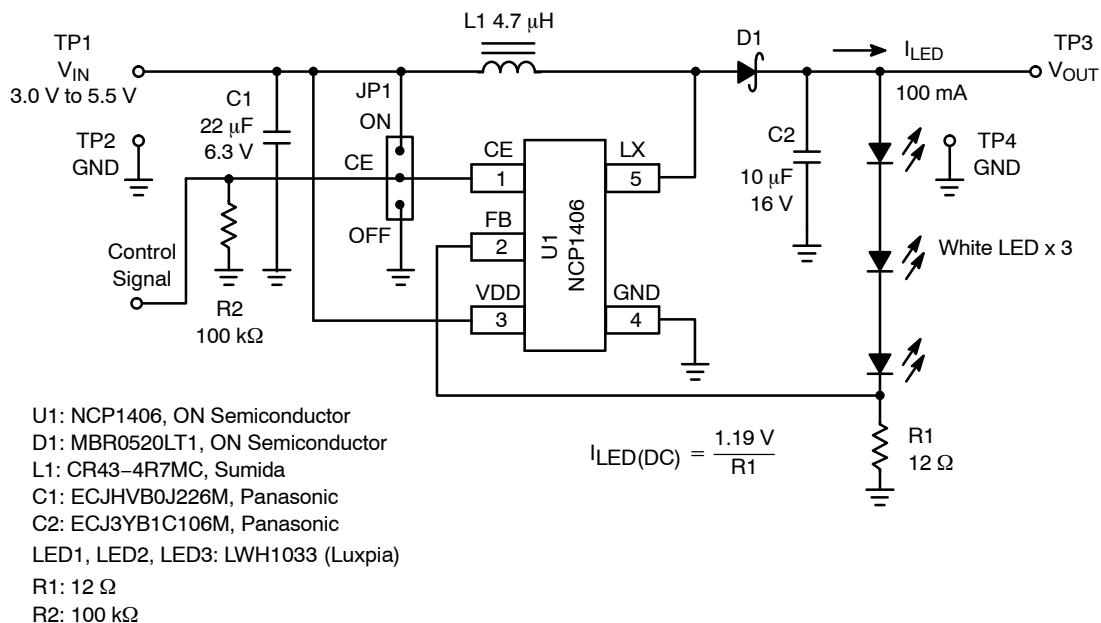 L1 4.7 μH
TP1
VIN
3.0 V to 5.5 V
D1
ILED
100 mA
TP3
VOUT
C1
22 μF
6.3 V
JP1
ON
CE
OFF
TP2
GND
CE
1
LX
5
FB
2
U1
NCP1406
VDD
3
GND
4
C2
10 μF
16 V
TP4
GND
White LED x 3
Control
Signal
R2
100 kΩ
R1
12 Ω
ILED(DC) = 1.19 V / R1
U1: NCP1406, ON Semiconductor
D1: MBR0520LT1, ON Semiconductor
L1: CR43−4R7MC, Sumida
C1: ECJHVB0J226M, Panasonic
C2: ECJ3YB1C106M, Panasonic
LED1, LED2, LED3: LWH1033 (Luxpia)
R1: 12 Ω
R2: 100 kΩ